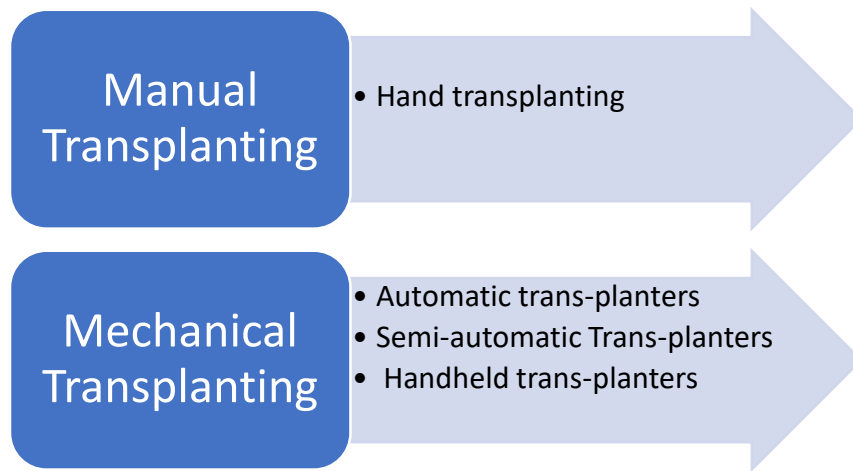 Manual
Transplanting
• Hand transplanting
Mechanical
Transplanting
• Automatic trans-planters
• Semi-automatic Trans-planters
• Handheld trans-planters